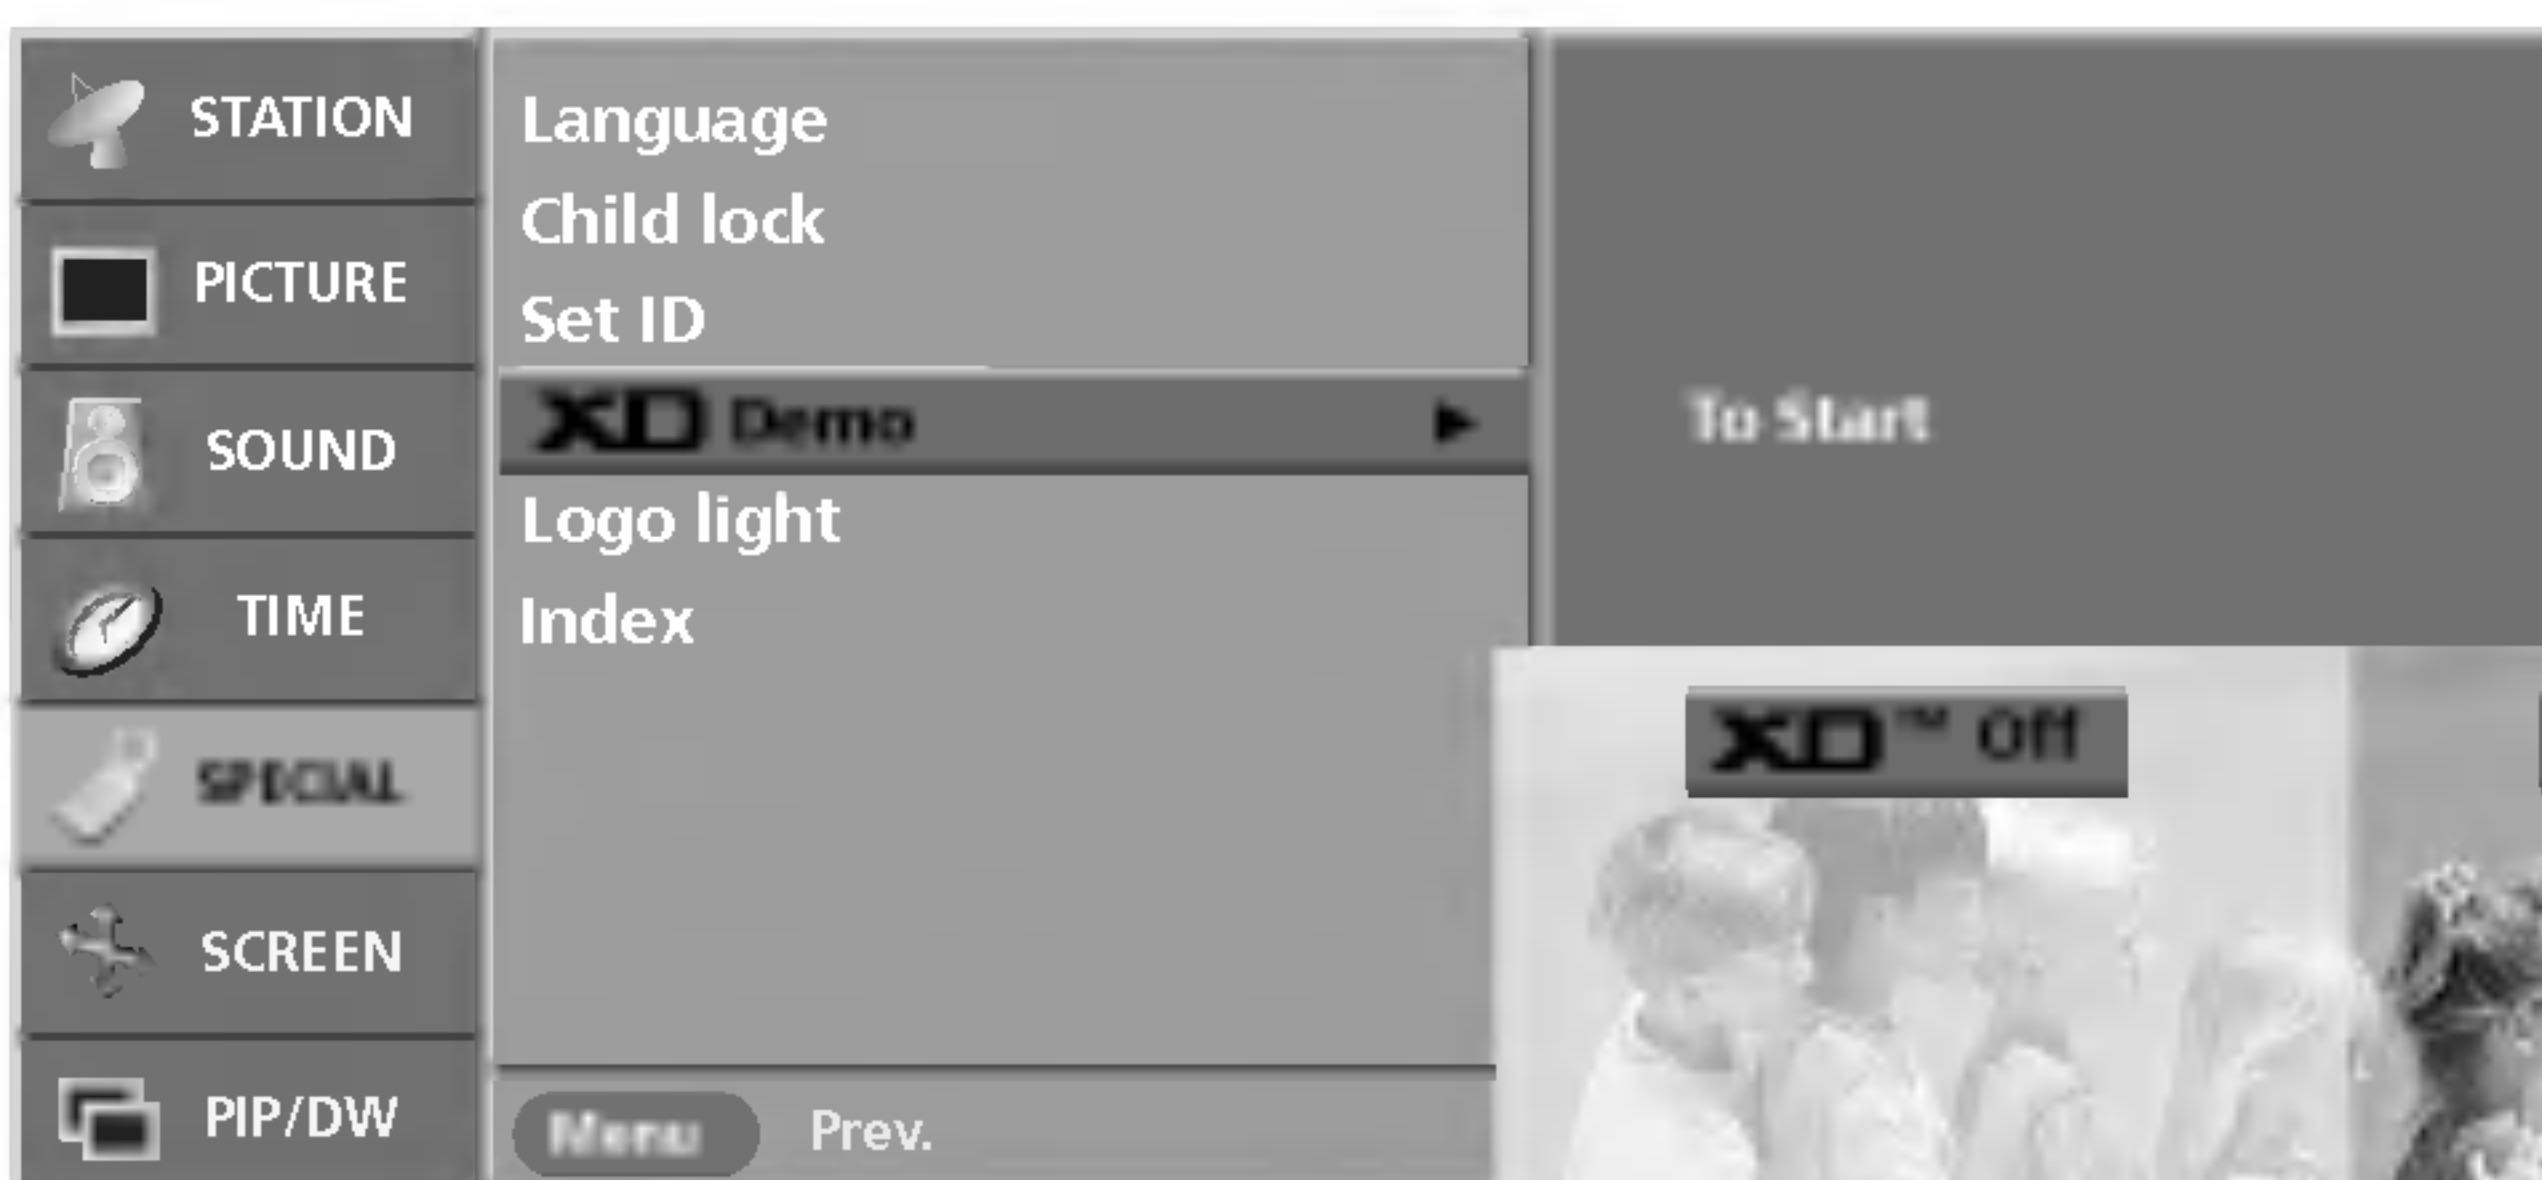 STATION
PICTURE
SOUND
TIME
SPECIAL
SCREEN
PIP/DW
Language
Child lock
Set ID
XD Demo
Logo light
Index
Menu Prev.
To Start
XD™ Off